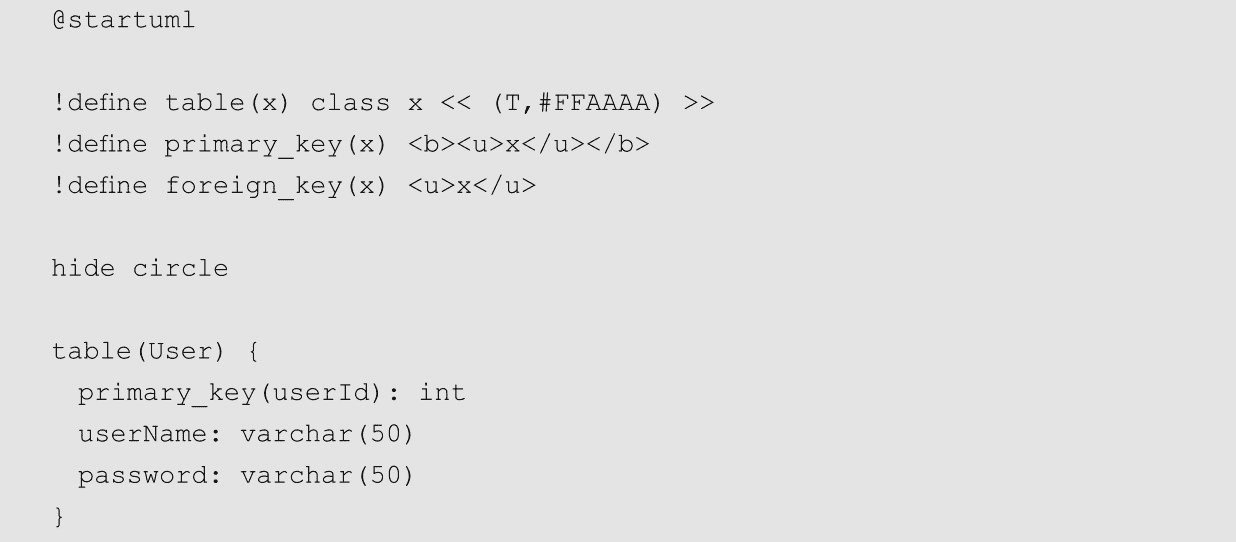 @startuml
!define table(x) class x << (T,#FFAAAA) >>
!define primary_key(x) <b><u>x</u></b>
!define foreign_key(x) <u>x</u>
hide circle
table(User) {
primary_key(userId): int
userName: varchar(50)
password: varchar(50)
}